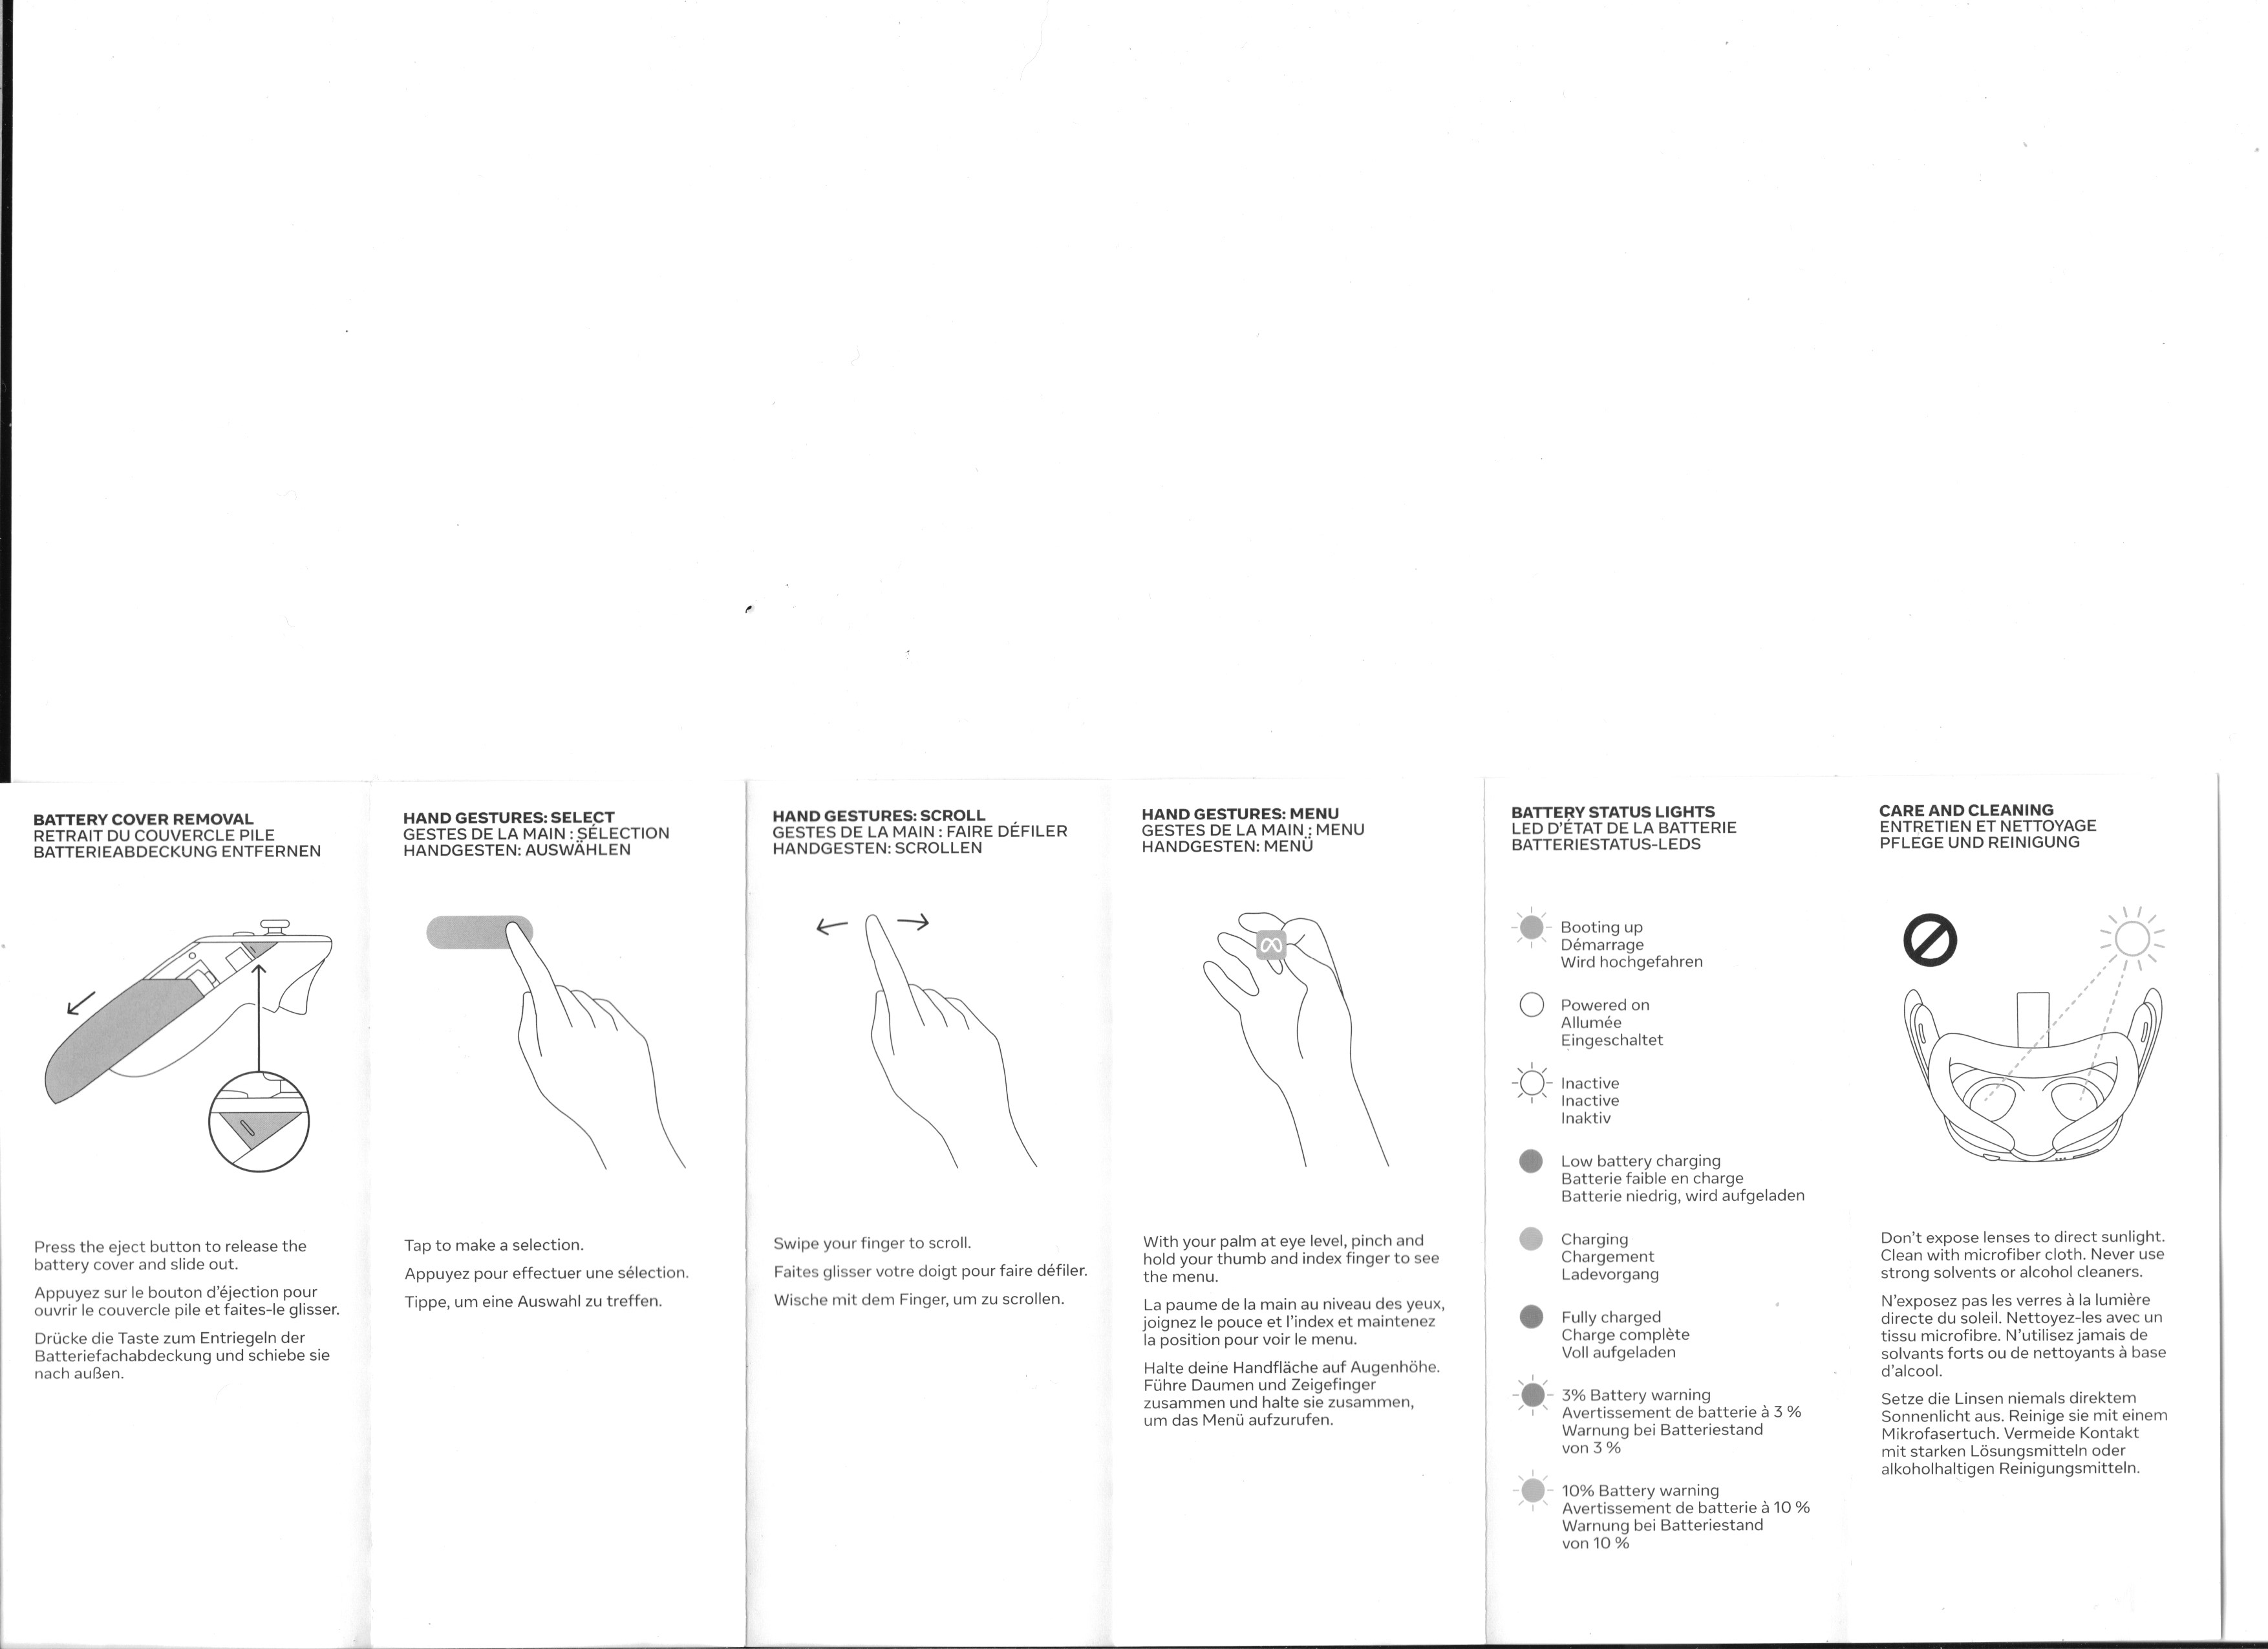 BATTERY COVER REMOVAL
RETRAIT DU COUVERCLE PILE
BATTERIEABDECKUNG ENTFERNEN
Press the eject button to release the
battery cover and slide out.
Appuyez sur le bouton d'éjection pour
ouvrir le couvercle pile et faites-le glisser.
Drücke die Taste zum Entriegeln der
Batteriefachabdeckung und schiebe sie
nach außen.
HAND GESTURES: SELECT
GESTES DE LA MAIN : SÉLECTION
HANDGESTEN: AUSWÄHLEN
Tap to make a selection.
Appuyez pour effectuer une sélection.
Tippe, um eine Auswahl zu treffen.
HAND GESTURES: SCROLL
GESTES DE LA MAIN : FAIRE DÉFILER
HANDGESTEN: SCROLLEN
Swipe your finger to scroll.
Faites glisser votre doigt pour faire défiler.
Wische mit dem Finger, um zu scrollen.
HAND GESTURES: MENU
GESTES DE LA MAIN : MENU
HANDGESTEN: MENÜ
With your palm at eye level, pinch and
hold your thumb and index finger to see
the menu.
La paume de la main au niveau des yeux,
joignez le pouce et l'index et maintenez
la position pour voir le menu.
Halte deine Handfläche auf Augenhöhe.
Führe Daumen und Zeigefinger
zusammen und halte sie zusammen,
um das Menü aufzurufen.
BATTERY STATUS LIGHTS
LED D'ÉTAT DE LA BATTERIE
BATTERIESTATUS-LEDS
Booting up
Démarrage
Wird hochgefahren
Powered on
Allumée
Eingeschaltet
Inactive
Inactive
Inaktiv
Low battery charging
Batterie faible en charge
Batterie niedrig, wird aufgeladen
Charging
Chargement
Ladevorgang
Fully charged
Charge complète
Voll aufgeladen
3% Battery warning
Avertissement de batterie à 3 %
Warnung bei Batteriestand
von 3 %
10% Battery warning
Avertissement de batterie à 10 %
Warnung bei Batteriestand
von 10 %
CARE AND CLEANING
ENTRETIEN ET NETTOYAGE
PFLEGE UND REINIGUNG
Don't expose lenses to direct sunlight.
Clean with microfiber cloth. Never use
strong solvents or alcohol cleaners.
N'exposez pas les verres à la lumière
directe du soleil. Nettoyez-les avec un
tissu microfibre. N'utilisez jamais de
solvants forts ou de nettoyants à base
d'alcool.
Setze die Linsen niemals direktem
Sonnenlicht aus. Reinige sie mit einem
Mikrofasertuch. Vermeide Kontakt
mit starken Lösungsmitteln oder
alkoholhaltigen Reinigungsmitteln.